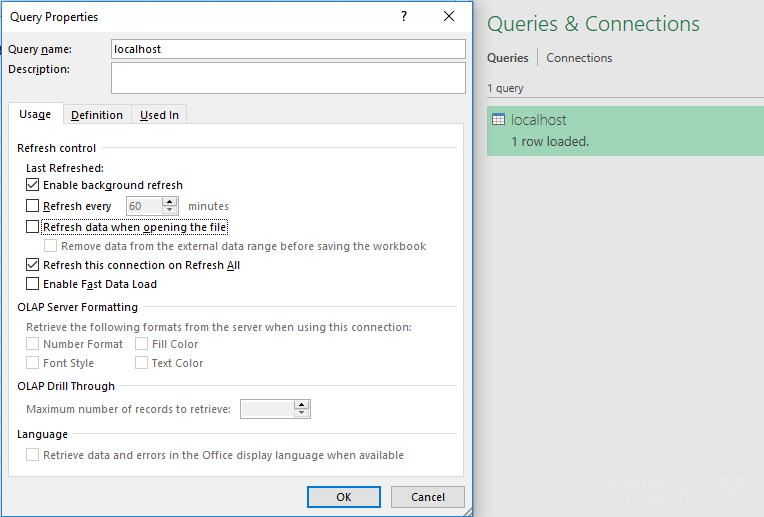 Query Properties ?
Query name: localhost
Description:
Usage Definition Used In
Refresh control
Last Refreshed:
Enable background refresh
Refresh every 60 minutes
Refresh data when opening the file
Remove data from the external data range before saving the workbook
Refresh this connection on Refresh All
Enable Fast Data Load
OLAP Server Formatting
Retrieve the following formats from the server when using this connection:
Number Format Fill Color
Font Style Text Color
OLAP Drill Through
Maximum number of records to retrieve:
Language
Retrieve data and errors in the Office display language when available
OK Cancel
Queries & Connections
Queries Connections
1 query
localhost
1 row loaded.